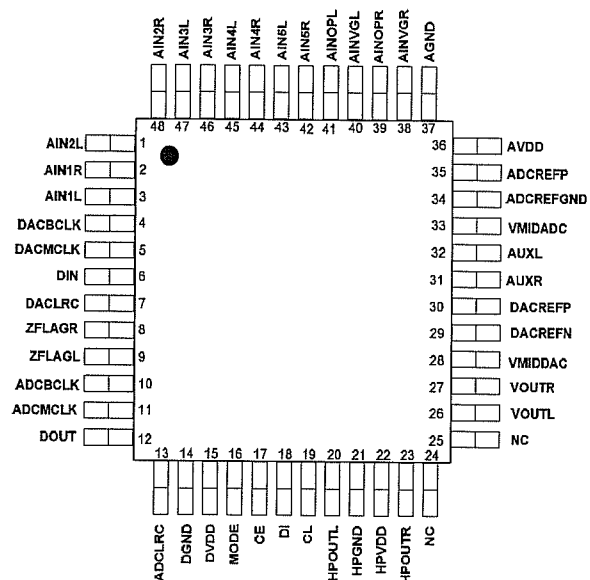 AIN2R AIN3L AIN3R AIN4L AIN4R AIN5L AIN5R AINOPL AINVGL AINOPR AINVGR AGND
48 47 46 45 44 43 42 41 40 39 38 37
AIN2L 1 36 AVDD
AIN1R 2 35 ADCREFP
AIN1L 3 34 ADCREFGND
DACBCLK 4 33 VMIDADC
DACMCLK 5 32 AUXL
DIN 6 31 AUXR
DACLRC 7 30 DACREFP
ZFLAGR 8 29 DACREFN
ZFLAGL 9 28 VMIDDAC
ADCBCLK 10 27 VOUTR
ADCMCLK 11 26 VOUTL
DOUT 12 25 NC
13 14 15 16 17 18 19 20 21 22 23 24
ADCLRC DGND DVDD MODE CE DI CL HPOUTL HPGND HPVDD HPOUTR NC